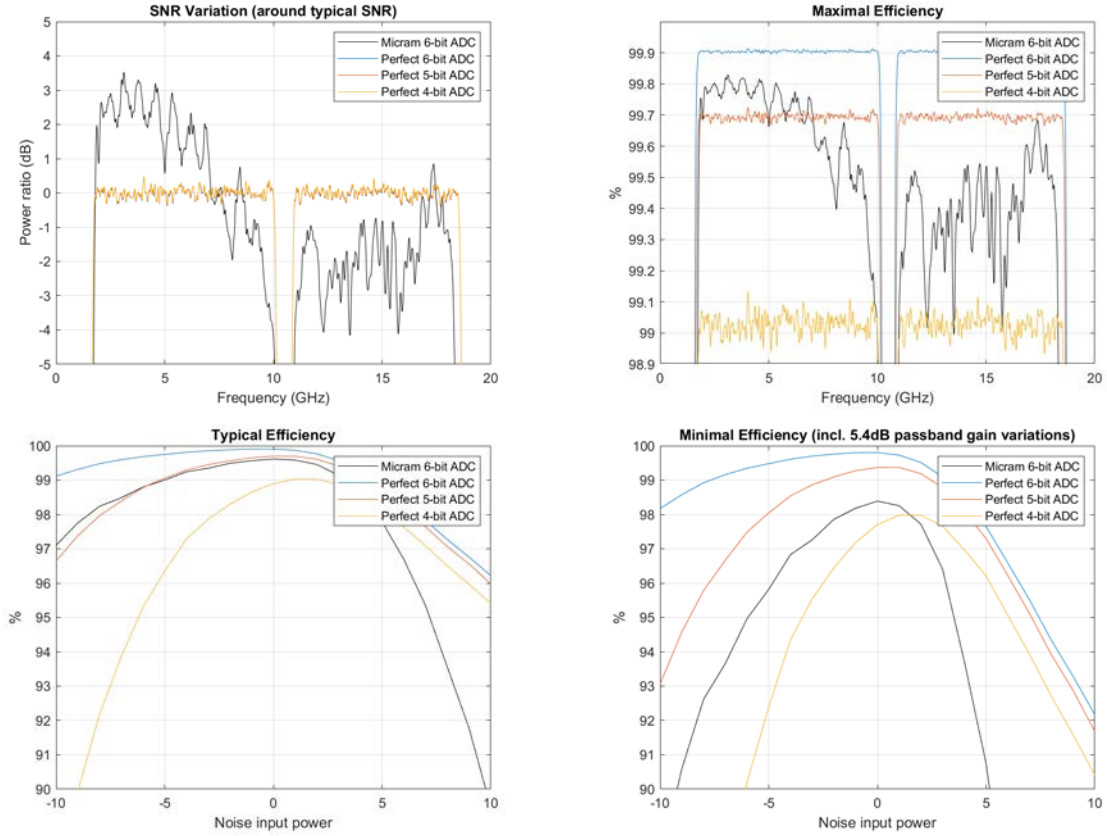 SNR Variation (around typical SNR)
5
4
3
2
1
0
-1
-2
-3
-4
-5
Power ratio (dB)
Micram 6-bit ADC
Perfect 6-bit ADC
Perfect 5-bit ADC
Perfect 4-bit ADC
0
5
10
15
20
Frequency (GHz)
Maximal Efficiency
99.9
99.8
99.7
99.6
99.5
99.4
99.3
99.2
99.1
99
98.9
%
Micram 6-bit ADC
Perfect 6-bit ADC
Perfect 5-bit ADC
Perfect 4-bit ADC
0
5
10
15
20
Frequency (GHz)
Typical Efficiency
100
99
98
97
96
95
94
93
92
91
90
%
Micram 6-bit ADC
Perfect 6-bit ADC
Perfect 5-bit ADC
Perfect 4-bit ADC
-10
-5
0
5
10
Noise input power
Minimal Efficiency (incl. 5.4dB passband gain variations)
100
99
98
97
96
95
94
93
92
91
90
%
Micram 6-bit ADC
Perfect 6-bit ADC
Perfect 5-bit ADC
Perfect 4-bit ADC
-10
-5
0
5
10
Noise input power